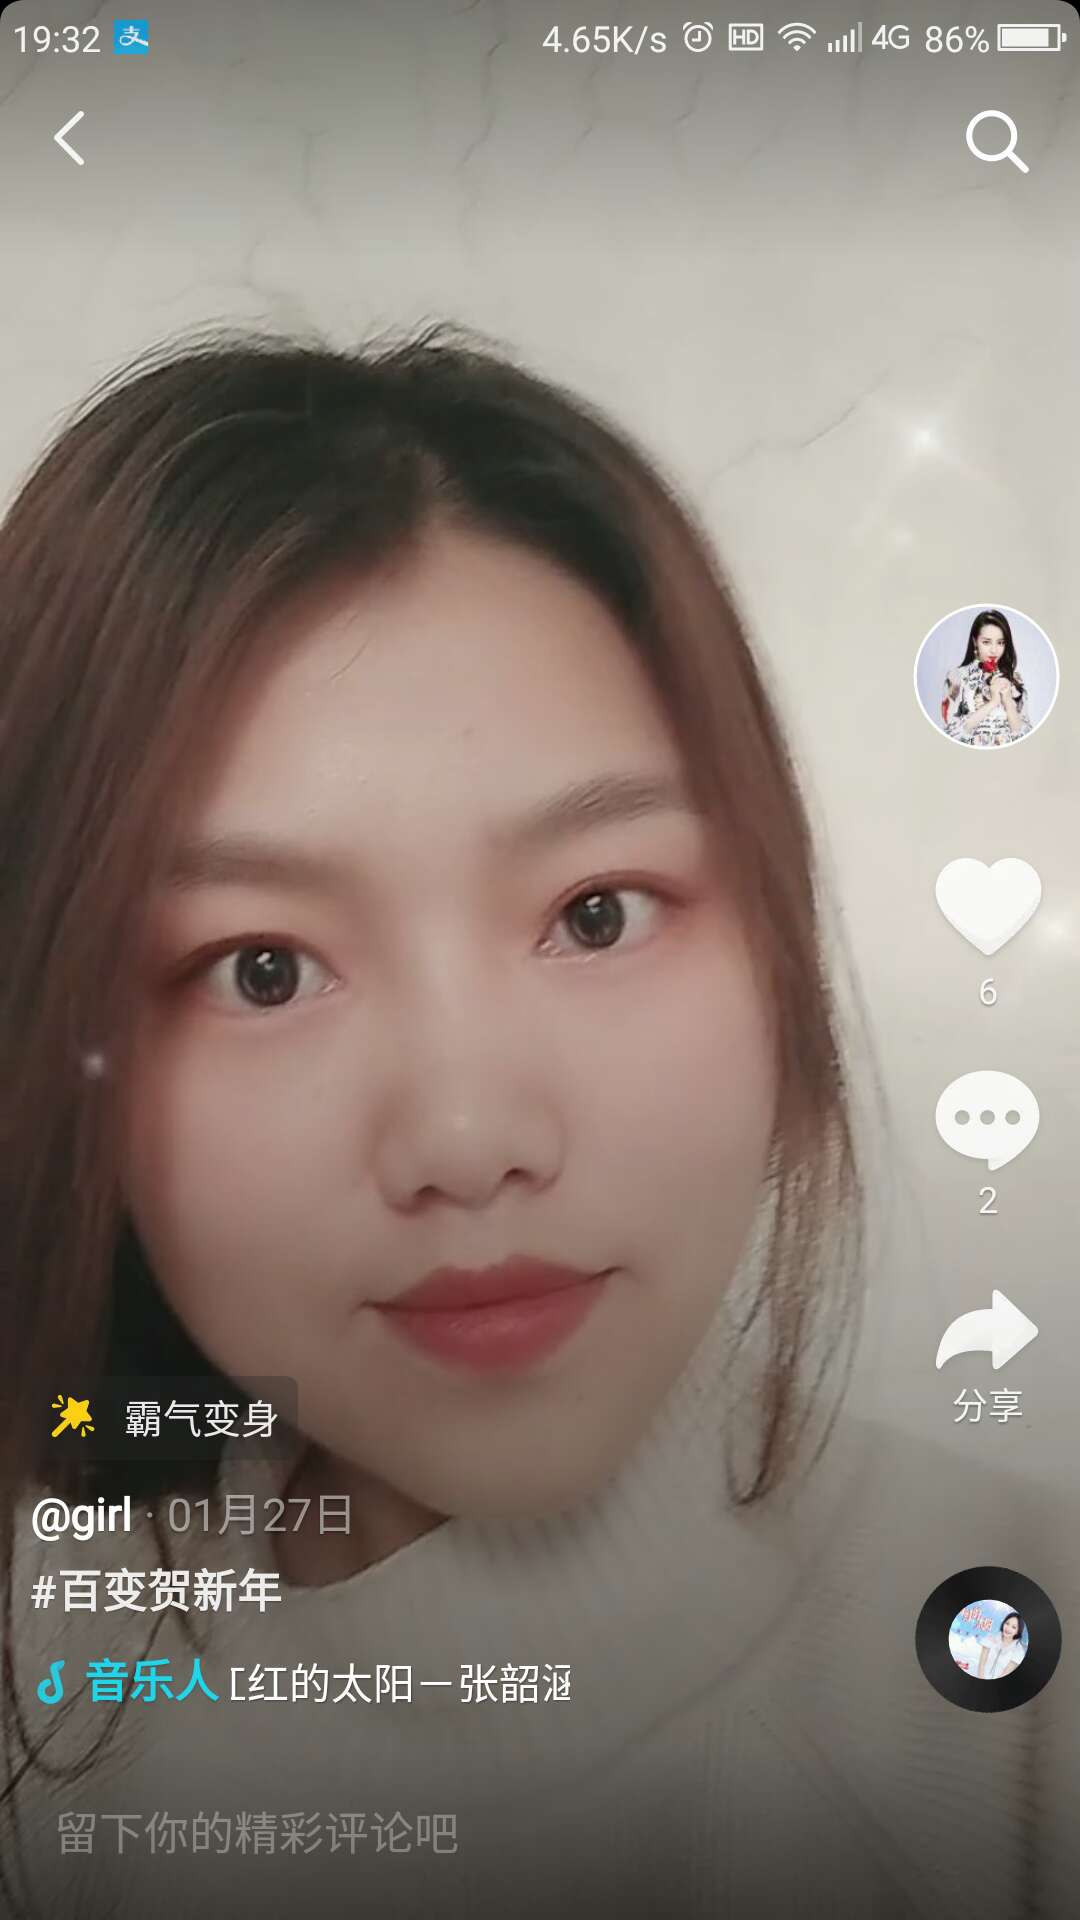 19:32 支 4.65K/s HD 4G 86%
6
2
分享
霸气变身
@girl · 01月27日
#百变贺新年
音乐人 红的太阳－张韶涵
留下你的精彩评论吧